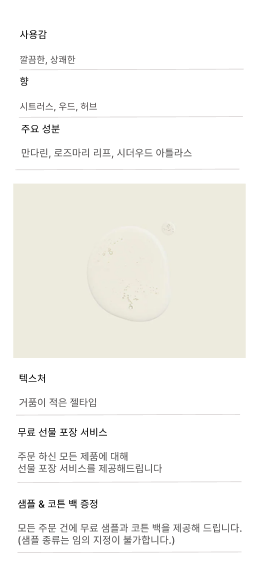 사용감
깔끔한, 상쾌한
향
시트러스, 우드, 허브
주요 성분
만다린, 로즈마리 리프, 시더우드 아틀라스
텍스처
거품이 적은 젤타입
무료 선물 포장 서비스
주문 하신 모든 제품에 대해
선물 포장 서비스를 제공해드립니다
샘플 & 코튼 백 증정
모든 주문 건에 무료 샘플과 코튼 백을 제공해 드립니다.
(샘플 종류는 임의 지정이 불가합니다.)